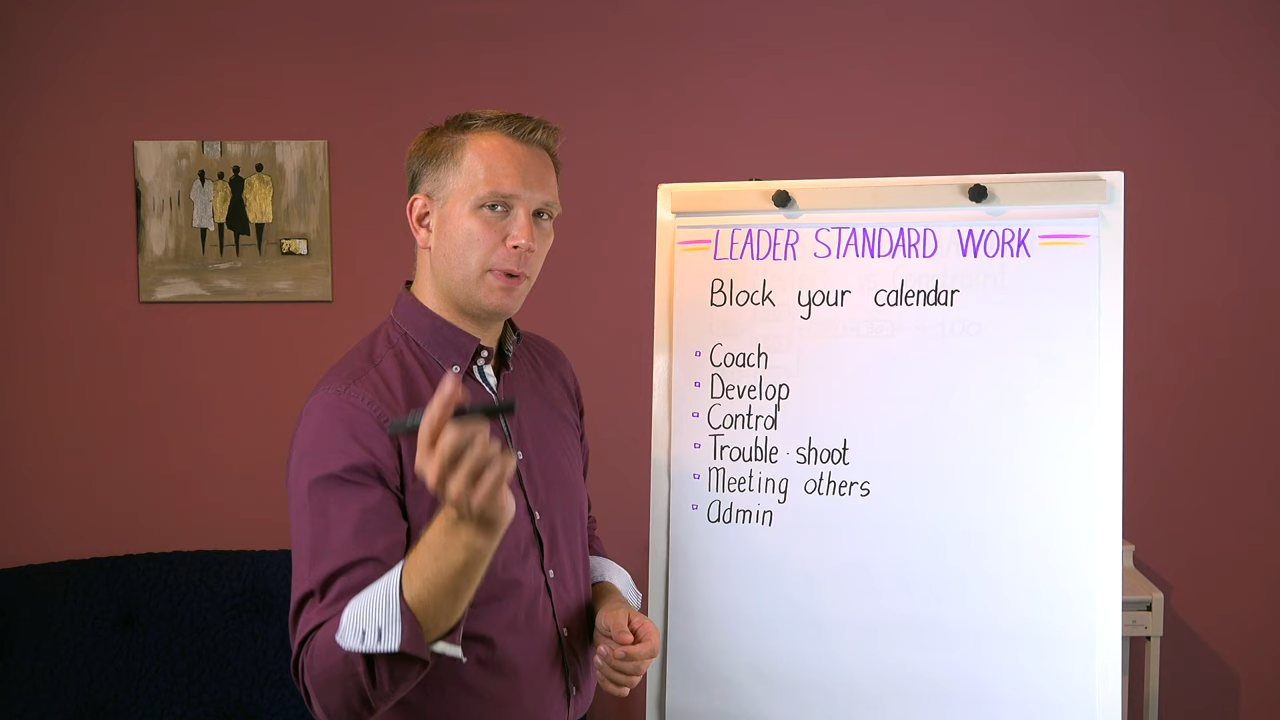 LEADER STANDARD WORK
Block your calendar
Coach
Develop
Control
Trouble-shoot
Meeting others
Admin